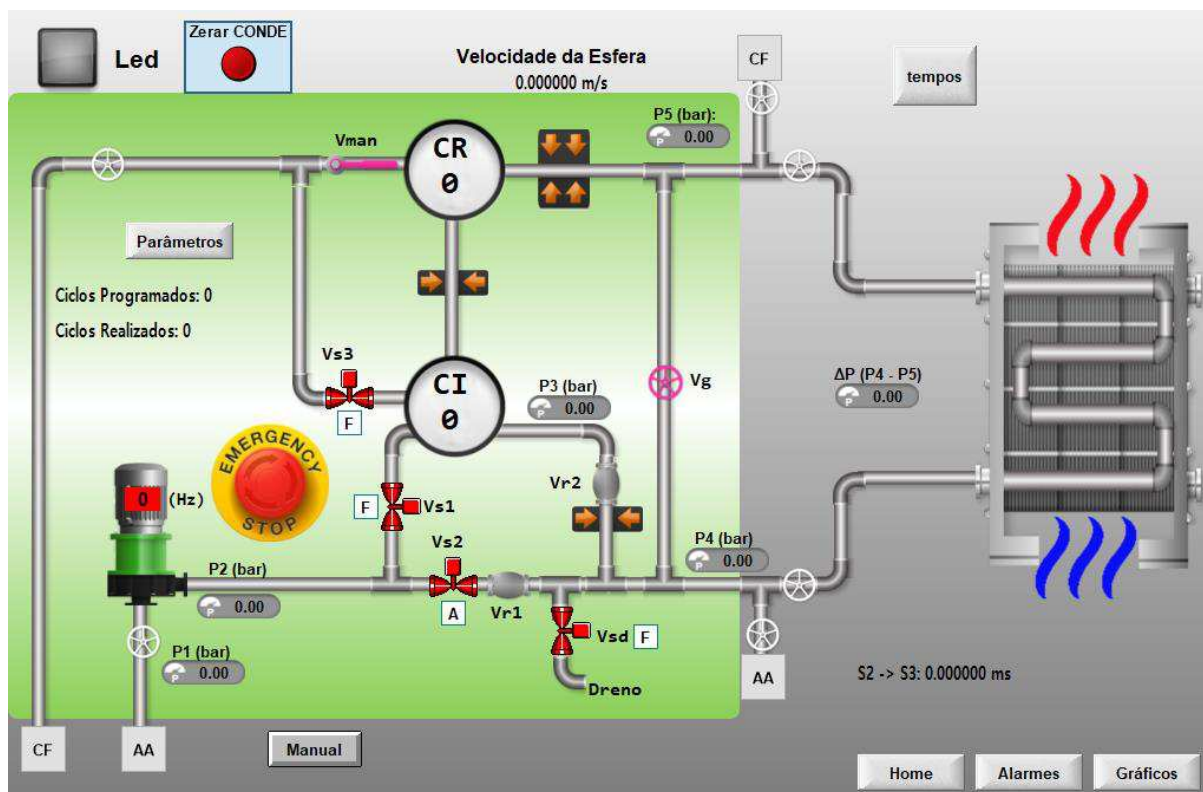 Led
Zerar CONDE
Velocidade da Esfera
0.000000 m/s
CF
tempos
P5 (bar):
P 0.00
Vman
CR
0
Parâmetros
Ciclos Programados: 0
Ciclos Realizados: 0
Vs3
F
CI
0
P3 (bar)
P 0.00
Vg
ΔP (P4 - P5)
P 0.00
EMERGENCY
STOP
0 (Hz)
F
Vs1
Vr2
Vs2
A
Vr1
P2 (bar)
P 0.00
P4 (bar)
P 0.00
Vsd F
Dreno
P1 (bar)
P 0.00
AA
S2 -> S3: 0.000000 ms
CF
AA
Manual
Home
Alarmes
Gráficos